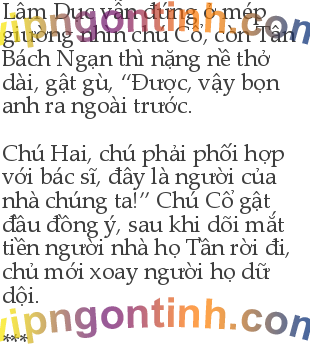 Lâm Dục vẫn đứng ở mép
giường nhìn chú Cổ, còn Tần
Bách Ngạn thì nặng nề thở
dài, gật gù, “Được, vậy bọn
anh ra ngoài trước.
Chú Hai, chú phải phối hợp
với bác sĩ, đây là người của
nhà chúng ta!” Chú Cổ gật
đầu đồng ý, sau khi dõi mắt
tiễn người nhà họ Tần rời đi,
chú mới xoay người họ dữ
dội.
vipngontinh.com
***